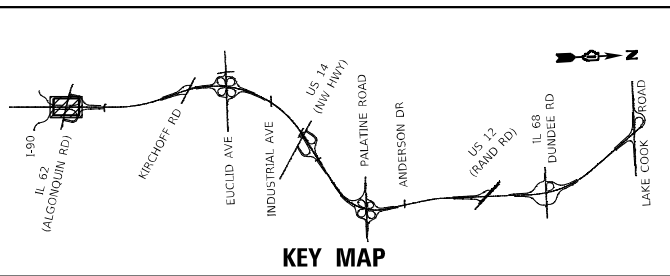 I-90
IL 62
(ALGONQUIN RD)
KIRCHOFF RD
EUCLID AVE
INDUSTRIAL AVE
US 14
(NW HWY)
PALATINE ROAD
ANDERSON DR
US 12
(RAND RD)
IL 68
DUNDEE RD
LAKE COOK ROAD
N
KEY MAP